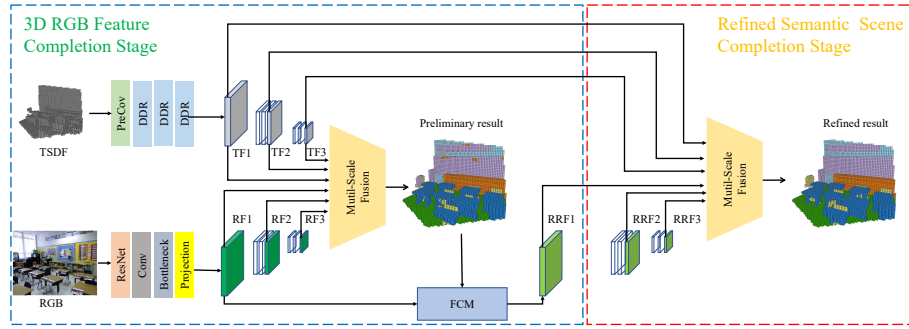 3D RGB Feature
Completion Stage
Refined Semantic Scene
Completion Stage
PreCov
DDR
DDR
DDR
TSDF
TF1
TF2
TF3
Mutil-Scale
Fusion
Preliminary result
Mutil-Scale
Fusion
Refined result
RF1
RF2
RF3
RRF1
RRF2
RRF3
ResNet
Conv
Bottleneck
Projection
RGB
FCM